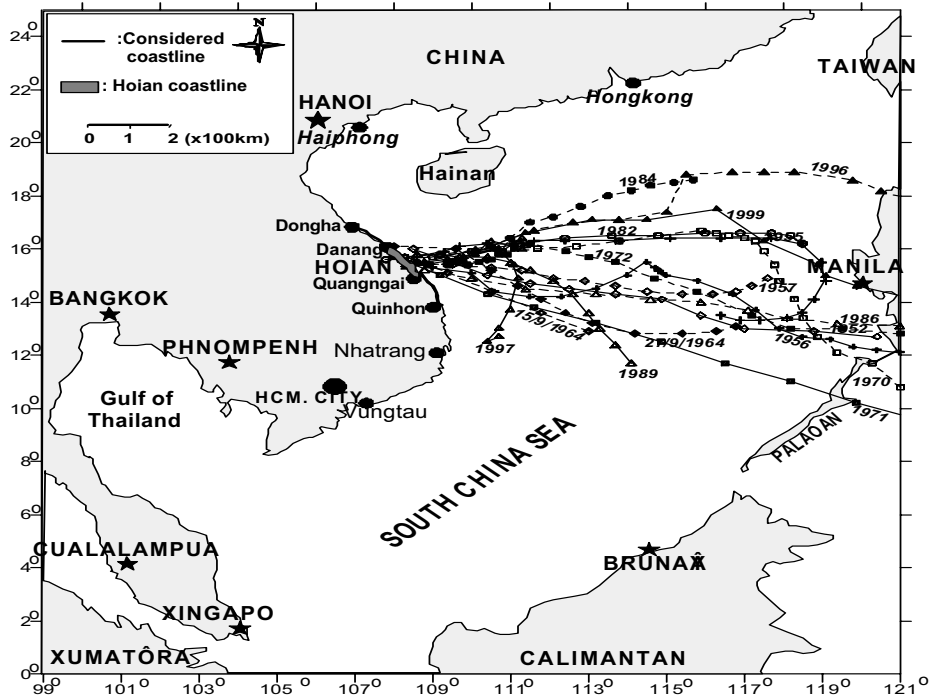 24°
22°
20°
18°
16°
14°
12°
10°
8°
6°
4°
2°
0°
:Considered
coastline
N
: Hoian coastline
0 1 2 (x100km)
CHINA
TAIWAN
HANOI
Haiphong
Hongkong
Hainan
1984
1996
1999
Dongha
1982
Danang
1972
HOIAN
MANILA
Quangngai
1957
BANGKOK
Quinhon
15/9/1964
1986
1952
PHNOMPENH
Nhatrang
1997
21/9/1964
1956
1989
1970
HCM. CITY
Vungtau
1971
Gulf of
Thailand
PALAOAN
SOUTH CHINA SEA
CUALALAMPUA
XINGAPO
XUMATÔRA
CALIMANTAN
99 101° 103° 105° 107° 109° 111° 113° 115° 117° 119° 121°